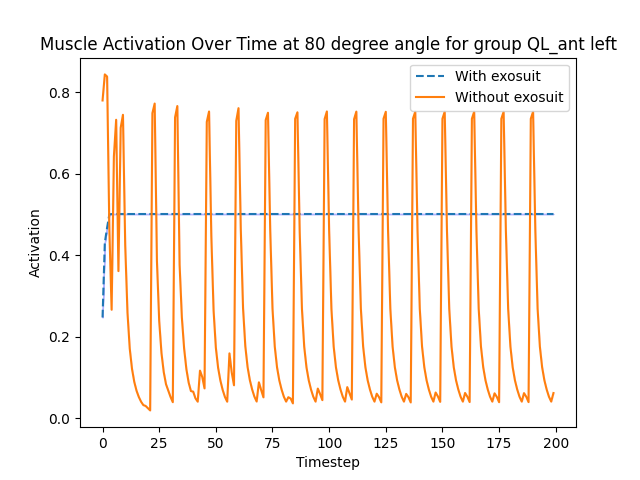 Muscle Activation Over Time at 80 degree angle for group QL_ant left
With exosuit
Without exosuit
0.8
0.6
0.4
0.2
0.0
Activation
0 25 50 75 100 125 150 175 200
Timestep